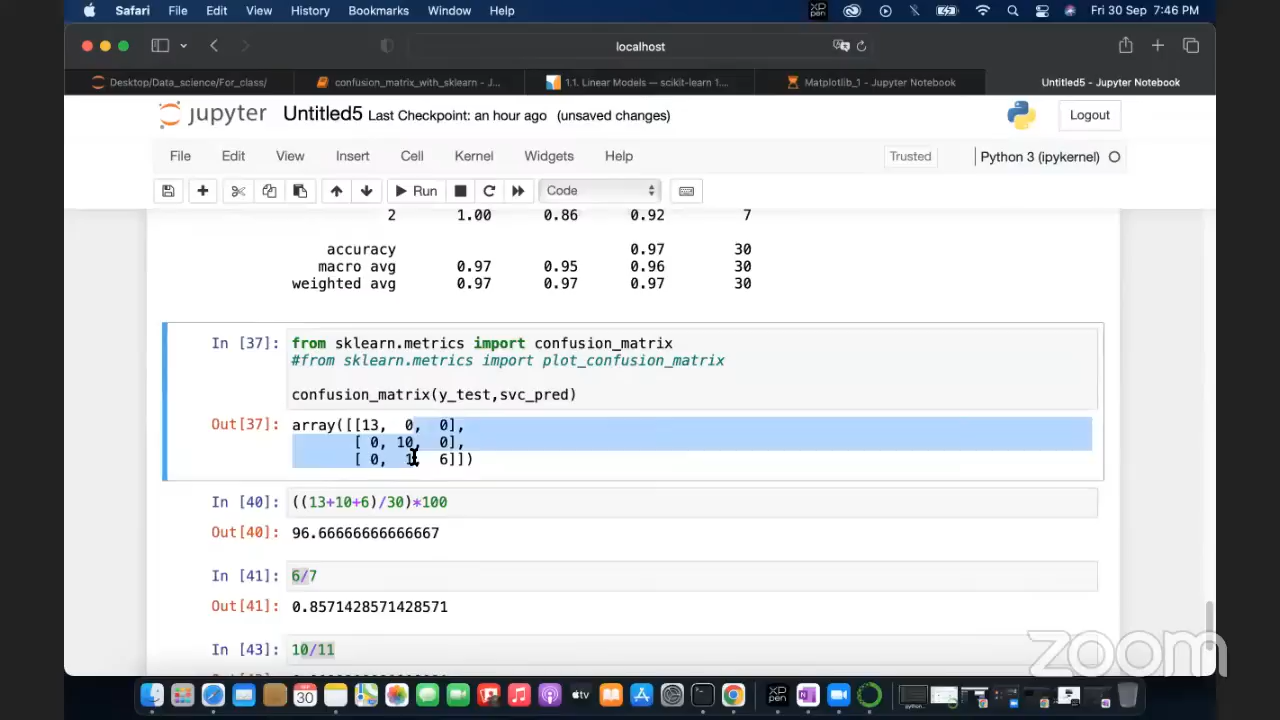 Safari File Edit View History Bookmarks Window Help XP PEN Fri 30 Sep 7:46 PM
localhost
Desktop/Data_science/For_class/ confusion_matrix_with_sklearn - J... 1.1. Linear Models — scikit-learn 1.... Matplotlib_1 - Jupyter Notebook Untitled5 - Jupyter Notebook
jupyter Untitled5 Last Checkpoint: an hour ago (unsaved changes) Logout
File Edit View Insert Cell Kernel Widgets Help Trusted Python 3 (ipykernel)
Run Code
2 1.00 0.86 0.92 7
accuracy 0.97 30
macro avg 0.97 0.95 0.96 30
weighted avg 0.97 0.97 0.97 30
In [37]: from sklearn.metrics import confusion_matrix
#from sklearn.metrics import plot_confusion_matrix
confusion_matrix(y_test,svc_pred)
Out[37]: array([[13, 0, 0],
[ 0, 10, 0],
[ 0, 1, 6]])
In [40]: ((13+10+6)/30)*100
Out[40]: 96.66666666666667
In [41]: 6/7
Out[41]: 0.8571428571428571
In [43]: 10/11
zoom